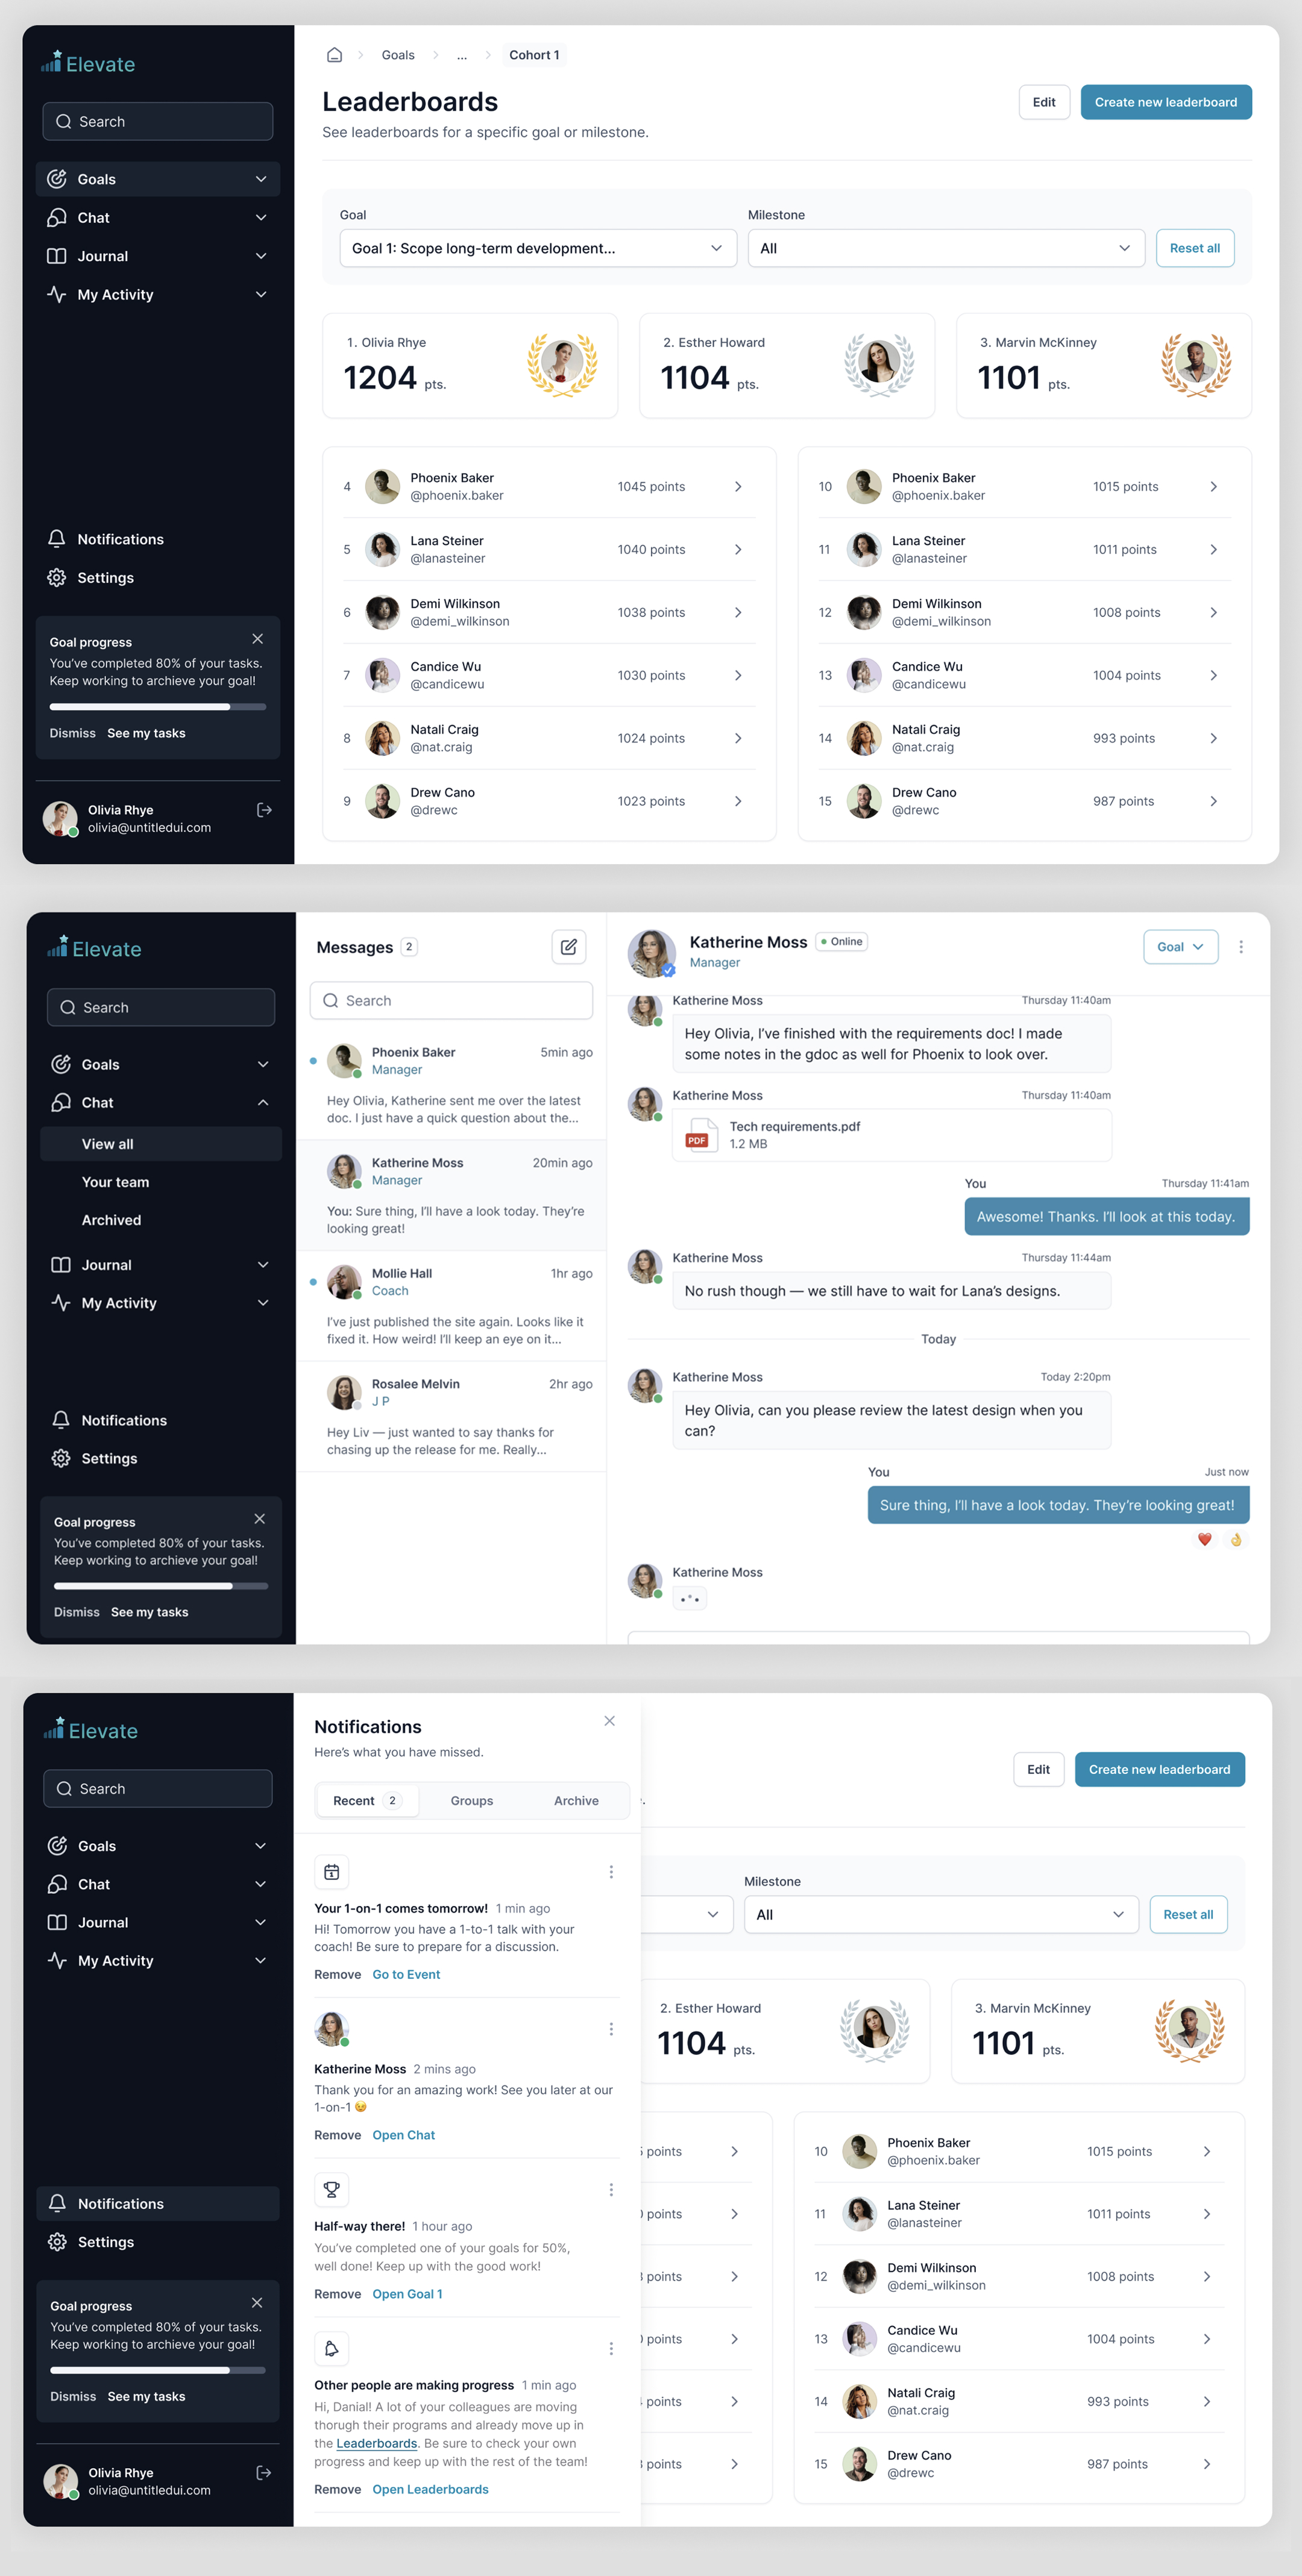 Elevate
Search
Goals
Chat
Journal
My Activity
Notifications
Settings
Goal progress
You've completed 80% of your tasks.
Keep working to archieve your goal!
Dismiss See my tasks
Olivia Rhye
olivia@untitledui.com
Goals ... Cohort 1
Leaderboards
See leaderboards for a specific goal or milestone.
Edit Create new leaderboard
Goal Milestone
Goal 1: Scope long-term development... All Reset all
1. Olivia Rhye
1204 pts.
2. Esther Howard
1104 pts.
3. Marvin McKinney
1101 pts.
4 Phoenix Baker 1045 points
@phoenix.baker
5 Lana Steiner 1040 points
@lanasteiner
6 Demi Wilkinson 1038 points
@demi_wilkinson
7 Candice Wu 1030 points
@candicewu
8 Natali Craig 1024 points
@nat.craig
9 Drew Cano 1023 points
@drewc
10 Phoenix Baker 1015 points
@phoenix.baker
11 Lana Steiner 1011 points
@lanasteiner
12 Demi Wilkinson 1008 points
@demi_wilkinson
13 Candice Wu 1004 points
@candicewu
14 Natali Craig 993 points
@nat.craig
15 Drew Cano 987 points
@drewc
Elevate
Search
Goals
Chat
View all
Your team
Archived
Journal
My Activity
Notifications
Settings
Goal progress
You've completed 80% of your tasks.
Keep working to archieve your goal!
Dismiss See my tasks
Messages 2
Search
Phoenix Baker 5min ago
Manager
Hey Olivia, Katherine sent me over the latest
doc. I just have a quick question about the...
Katherine Moss 20min ago
Manager
You: Sure thing, I'll have a look today. They're
looking great!
Mollie Hall 1hr ago
Coach
I've just published the site again. Looks like it
fixed it. How weird! I'll keep an eye on it...
Rosalee Melvin 2hr ago
J P
Hey Liv — just wanted to say thanks for
chasing up the release for me. Really...
Katherine Moss Online
Manager
Goal
Katherine Moss Thursday 11:40am
Hey Olivia, I've finished with the requirements doc! I made
some notes in the gdoc as well for Phoenix to look over.
Katherine Moss Thursday 11:40am
PDF
Tech requirements.pdf
1.2 MB
You Thursday 11:41am
Awesome! Thanks. I'll look at this today.
Katherine Moss Thursday 11:44am
No rush though — we still have to wait for Lana's designs.
Today
Katherine Moss Today 2:20pm
Hey Olivia, can you please review the latest design when you
can?
You Just now
Sure thing, I'll have a look today. They're looking great!
❤️ 👌
Katherine Moss
Elevate
Search
Goals
Chat
Journal
My Activity
Notifications
Settings
Goal progress
You've completed 80% of your tasks.
Keep working to archieve your goal!
Dismiss See my tasks
Olivia Rhye
olivia@untitledui.com
Notifications
Here's what you have missed.
Recent 2 Groups Archive
Your 1-on-1 comes tomorrow! 1 min ago
Hi! Tomorrow you have a 1-to-1 talk with your
coach! Be sure to prepare for a discussion.
Remove Go to Event
Katherine Moss 2 mins ago
Thank you for an amazing work! See you later at our
1-on-1 😉
Remove Open Chat
Half-way there! 1 hour ago
You've completed one of your goals for 50%,
well done! Keep up with the good work!
Remove Open Goal 1
Other people are making progress 1 min ago
Hi, Danial! A lot of your colleagues are moving
thorugh their programs and already move up in
the Leaderboards. Be sure to check your own
progress and keep up with the rest of the team!
Remove Open Leaderboards
Edit Create new leaderboard
Milestone
All Reset all
2. Esther Howard
1104 pts.
3. Marvin McKinney
1101 pts.
points
points
points
points
points
points
10 Phoenix Baker 1015 points
@phoenix.baker
11 Lana Steiner 1011 points
@lanasteiner
12 Demi Wilkinson 1008 points
@demi_wilkinson
13 Candice Wu 1004 points
@candicewu
14 Natali Craig 993 points
@nat.craig
15 Drew Cano 987 points
@drewc